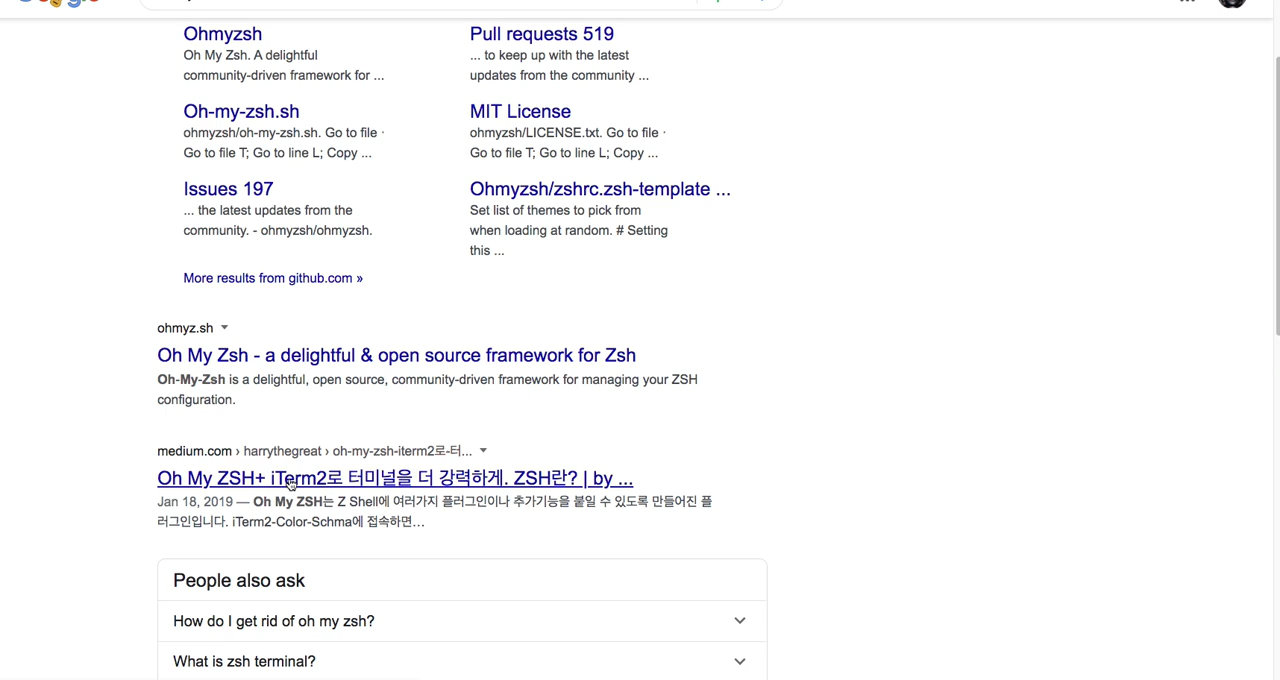 Ohmyzsh
Oh My Zsh. A delightful
community-driven framework for ...
Pull requests 519
... to keep up with the latest
updates from the community ...
Oh-my-zsh.sh
ohmyzsh/oh-my-zsh.sh. Go to file ·
Go to file T; Go to line L; Copy ...
MIT License
ohmyzsh/LICENSE.txt. Go to file ·
Go to file T; Go to line L; Copy ...
Issues 197
... the latest updates from the
community. - ohmyzsh/ohmyzsh.
Ohmyzsh/zshrc.zsh-template ...
Set list of themes to pick from
when loading at random. # Setting
this ...
More results from github.com »
ohmyz.sh
Oh My Zsh - a delightful & open source framework for Zsh
Oh-My-Zsh is a delightful, open source, community-driven framework for managing your ZSH
configuration.
medium.com › harrythegreat › oh-my-zsh-iterm2로-터...
Oh My ZSH+ iTerm2로 터미널을 더 강력하게. ZSH란? | by ...
Jan 18, 2019 — Oh My ZSH는 Z Shell에 여러가지 플러그인이나 추가기능을 붙일 수 있도록 만들어진 플
러그인입니다. iTerm2-Color-Schma에 접속하면...
People also ask
How do I get rid of oh my zsh?
What is zsh terminal?